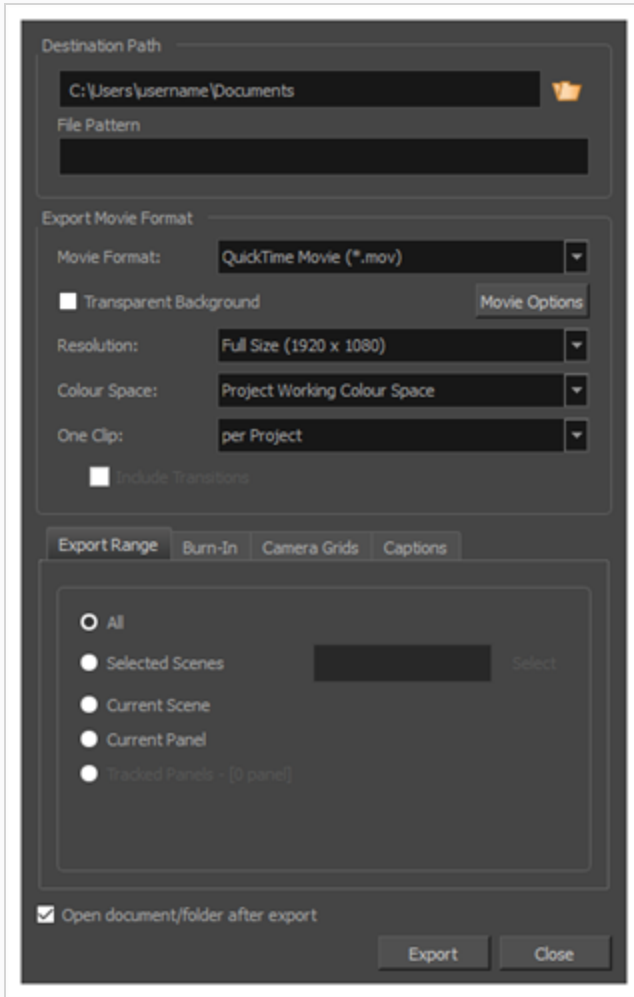 Destination Path
C:\Users\username\Documents
File Pattern
Export Movie Format
Movie Format: QuickTime Movie (*.mov)
Transparent Background Movie Options
Resolution: Full Size (1920 x 1080)
Colour Space: Project Working Colour Space
One Clip: per Project
Include Transitions
Export Range Burn-In Camera Grids Captions
All
Selected Scenes Select
Current Scene
Current Panel
Tracked Panels - [0 panel]
Open document/folder after export
Export Close